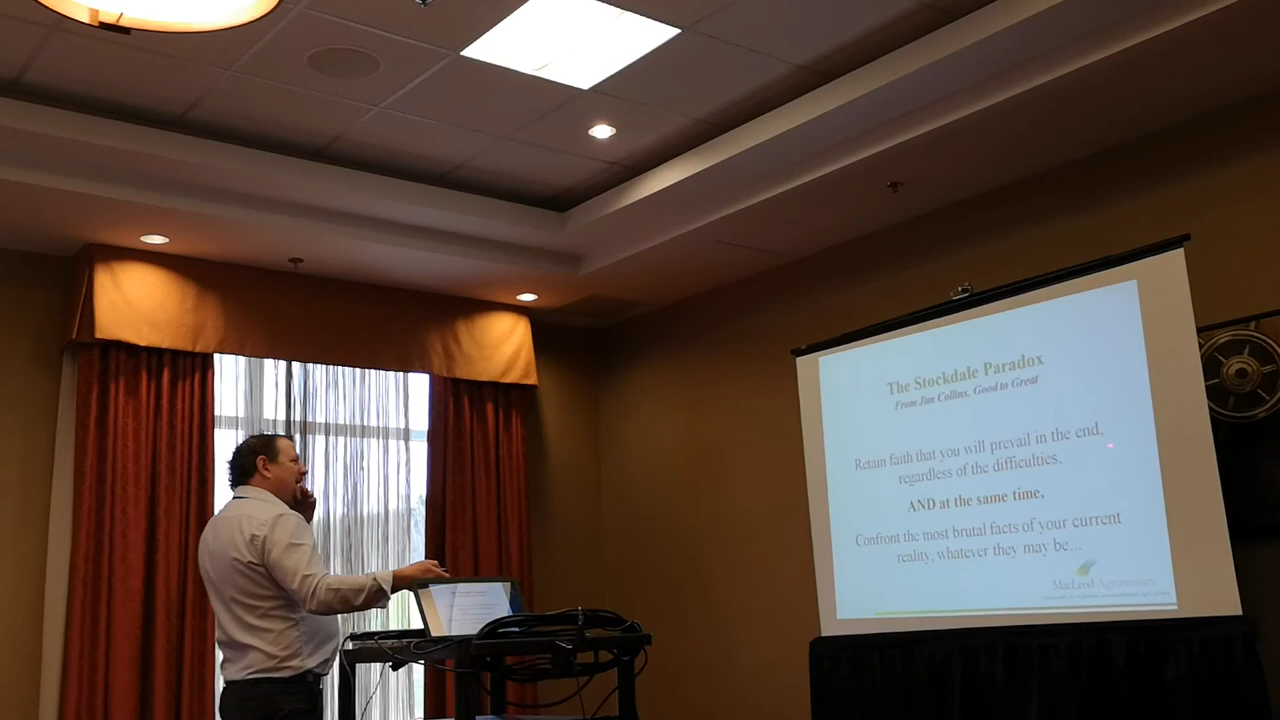 The Stockdale Paradox
From Jim Collins, Good to Great
Retain faith that you will prevail in the end,
regardless of the difficulties,
AND at the same time,
Confront the most brutal facts of your current
reality, whatever they may be...
MacLeod Agronomics